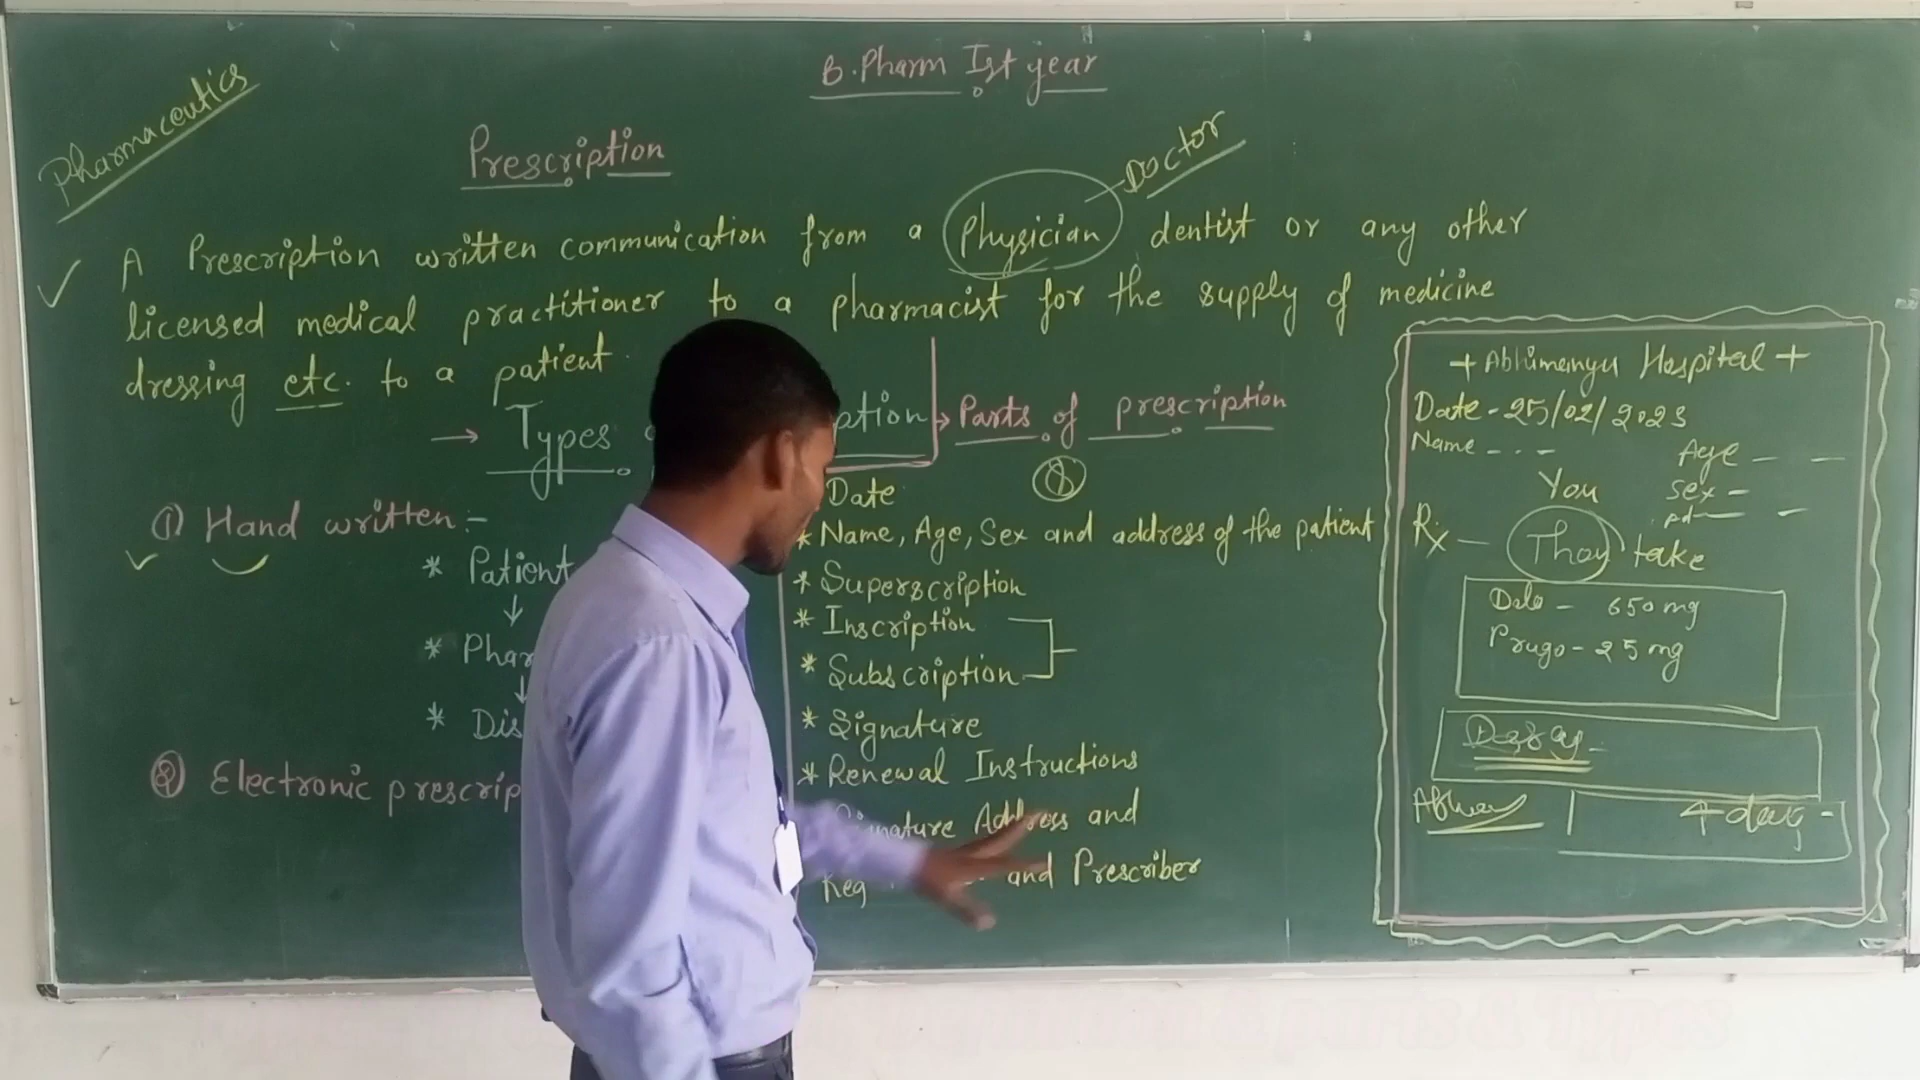 B.Pharm Ist year
Pharmaceutics
Prescription
Doctor
A Prescription written communication from a physician dentist or any other
licensed medical practitioner to a pharmacist for the supply of medicine
dressing etc. to a patient
→ Types
ption
→ Parts of prescription
① Hand written :-
* Patient
↓
* Phar
↓
* Dis
Electronic prescrip
Date
* Name, Age, Sex and address of the patient
* Superscription
* Inscription
* Subscription
* Signature
* Renewal Instructions
Address and
Reg and Prescriber
+ Hospital +
Date - 25/02/2023
Name - - -
Age - -
Sex -
You
Rx - They take
Dolo - 650 mg
- 25 mg
4 day -